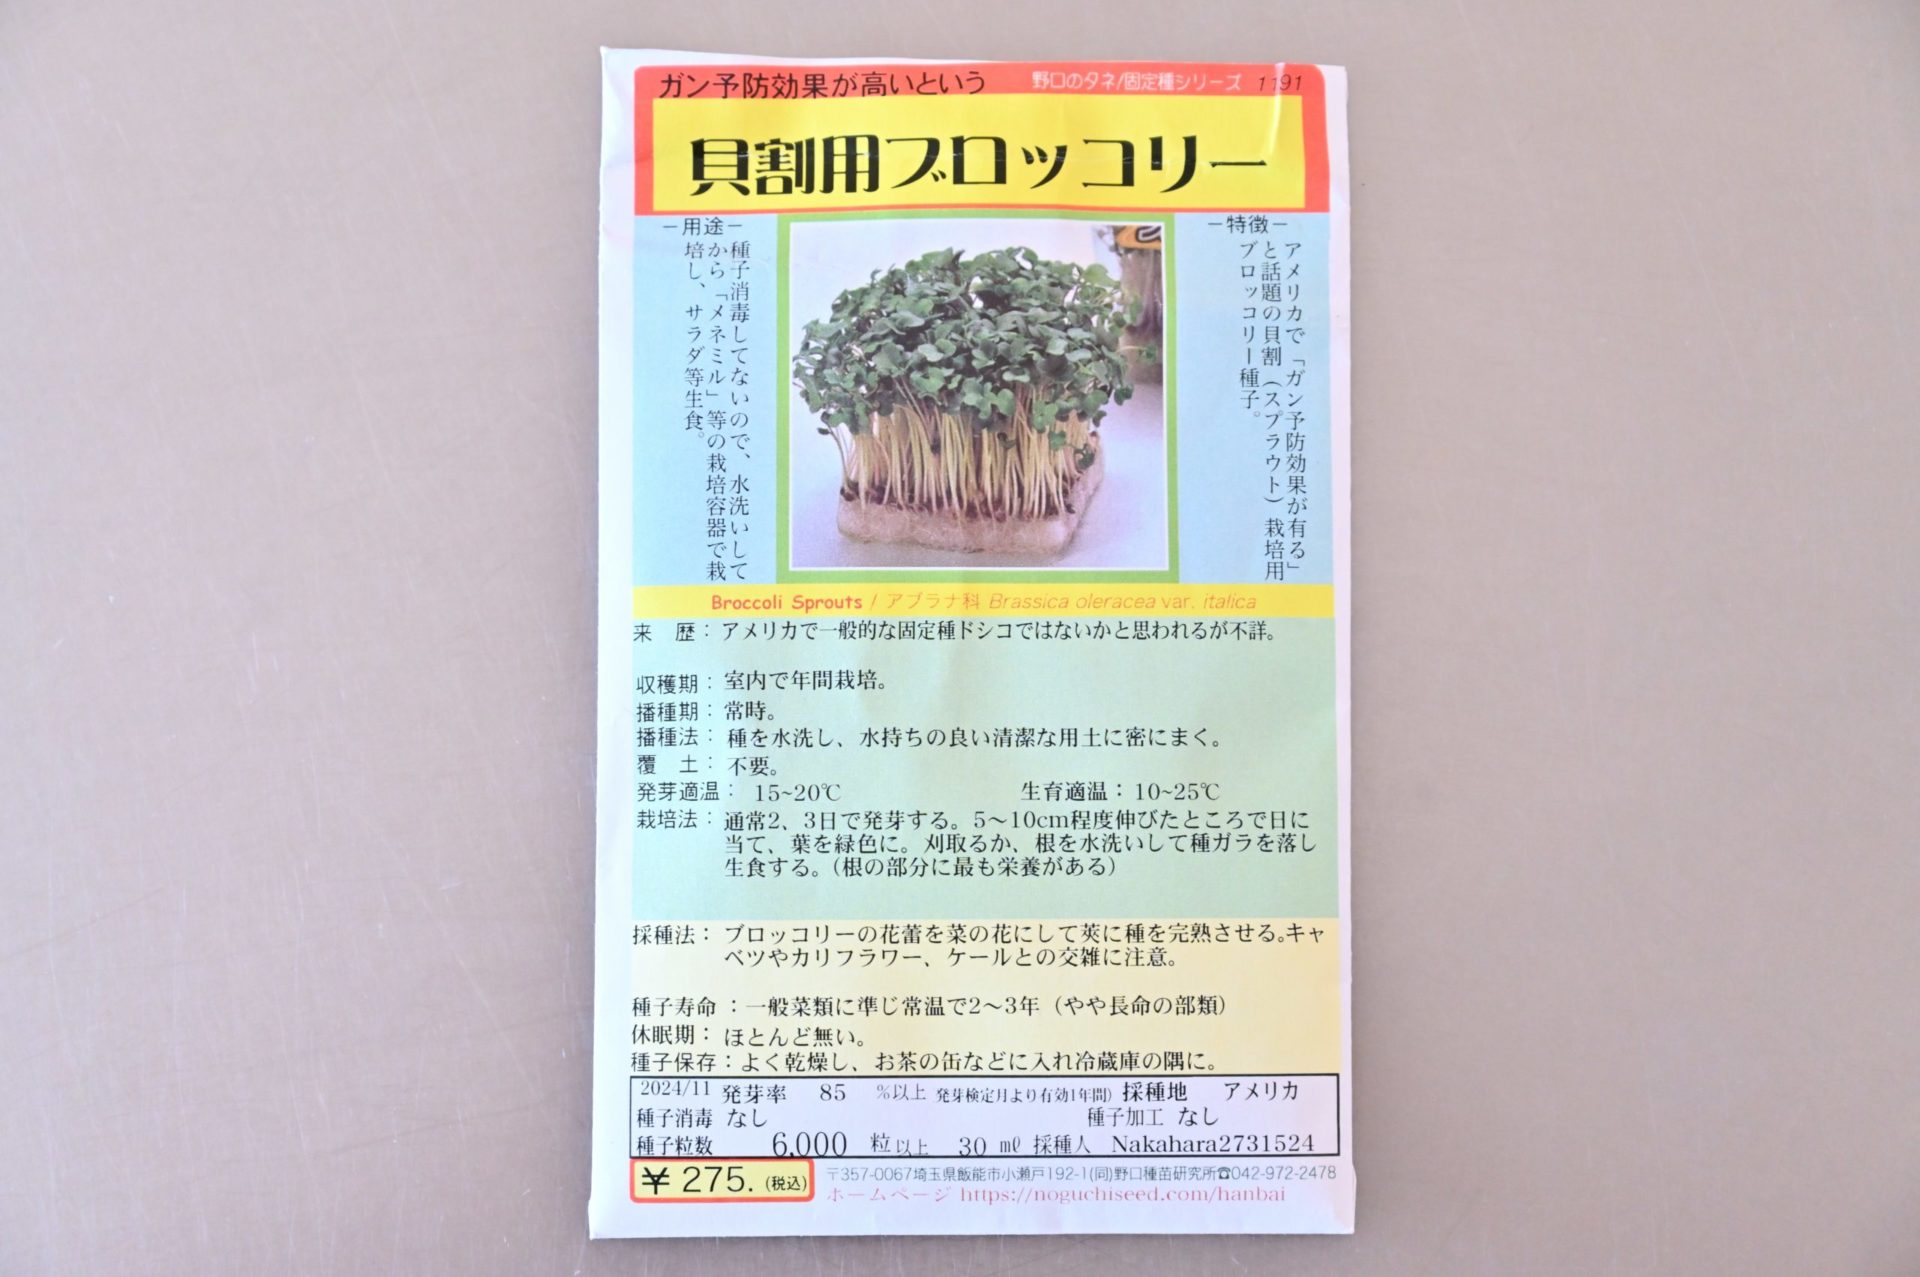 ガン予防効果が高いという
野口のタネ/固定種シリーズ 1191
貝割用ブロッコリー
－特徴－
アメリカで「ガン予防効果が有る」
と話題の貝割（スプラウト）栽培用
ブロッコリー種子。
－用途－
種子消毒してないので、水洗いして
から「メネミル」等の栽培容器で栽
培し、サラダ等生食。
Broccoli Sprouts / アブラナ科 Brassica oleracea var. italica
来　歴：アメリカで一般的な固定種ドシコではないかと思われるが不詳。
収穫期：室内で年間栽培。
播種期：常時。
播種法：種を水洗し、水持ちの良い清潔な用土に密にまく。
覆　土：不要。
発芽適温： 15~20℃　生育適温：10~25℃
栽培法：通常2、3日で発芽する。5～10cm程度伸びたところで日に
当て、葉を緑色に。刈取るか、根を水洗いして種ガラを落し
生食する。（根の部分に最も栄養がある）
採種法：ブロッコリーの花蕾を菜の花にして莢に種を完熟させる。キャ
ベツやカリフラワー、ケールとの交雑に注意。
種子寿命：一般菜類に準じ常温で2～3年（やや長命の部類）
休眠期：ほとんど無い。
種子保存：よく乾燥し、お茶の缶などに入れ冷蔵庫の隅に。
2024/11 発芽率 85 %以上 発芽検定月より有効1年間） 採種地 アメリカ
種子消毒 なし 種子加工 なし
種子粒数 6,000 粒以上 30 ㎖ 採種人 Nakahara2731524
￥275.（税込）
〒357-0067埼玉県飯能市小瀬戸192-1(同)野口種苗研究所☎042-972-2478
ホームページ https://noguchiseed.com/hanbai